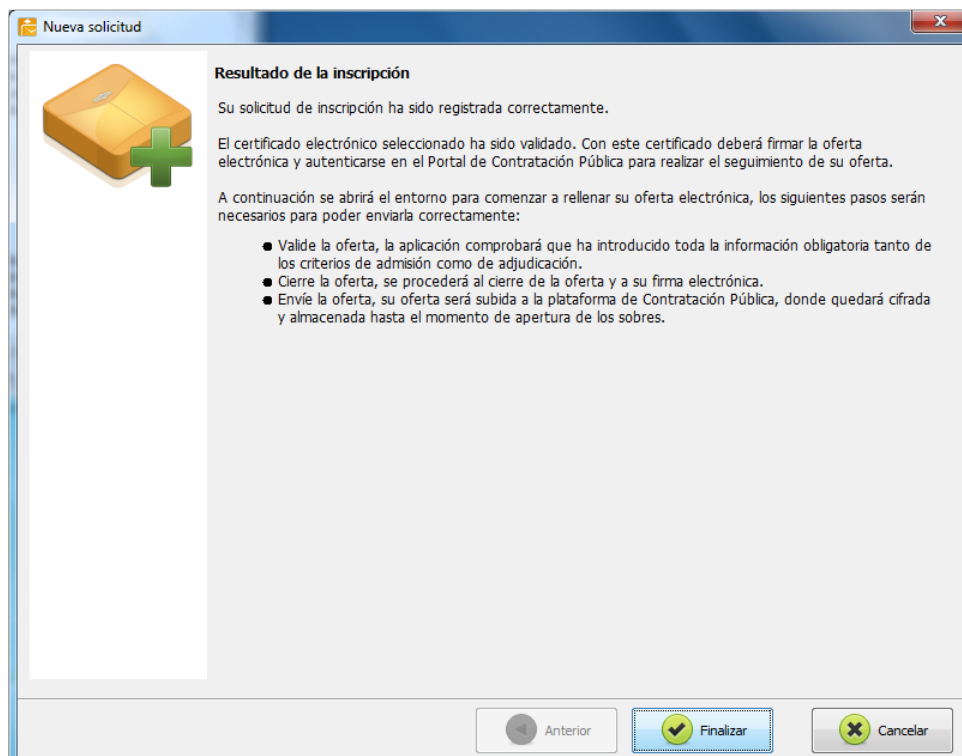 Nueva solicitud
Resultado de la inscripción
Su solicitud de inscripción ha sido registrada correctamente.
El certificado electrónico seleccionado ha sido validado. Con este certificado deberá firmar la oferta
electrónica y autenticarse en el Portal de Contratación Pública para realizar el seguimiento de su oferta.
A continuación se abrirá el entorno para comenzar a rellenar su oferta electrónica, los siguientes pasos serán
necesarios para poder enviarla correctamente:
● Valide la oferta, la aplicación comprobará que ha introducido toda la información obligatoria tanto de
los criterios de admisión como de adjudicación.
● Cierre la oferta, se procederá al cierre de la oferta y a su firma electrónica.
● Envíe la oferta, su oferta será subida a la plataforma de Contratación Pública, donde quedará cifrada
y almacenada hasta el momento de apertura de los sobres.
Anterior
Finalizar
Cancelar